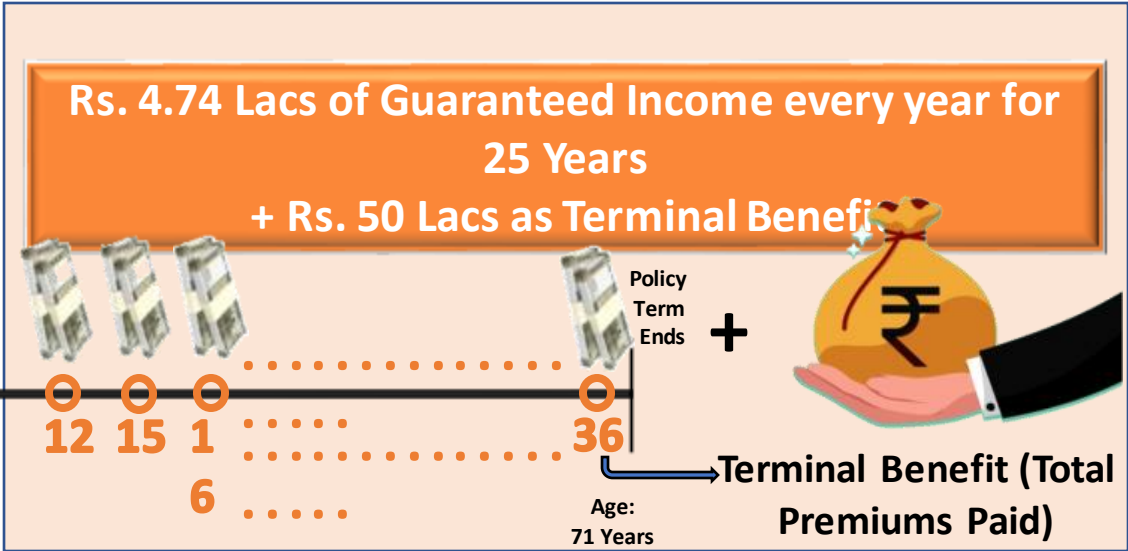 Rs. 4.74 Lacs of Guaranteed Income every year for
25 Years
+ Rs. 50 Lacs as Terminal Benefit
Policy
Term
Ends
+
₹
12 15 1 36
6
Age:
71 Years
Terminal Benefit (Total
Premiums Paid)